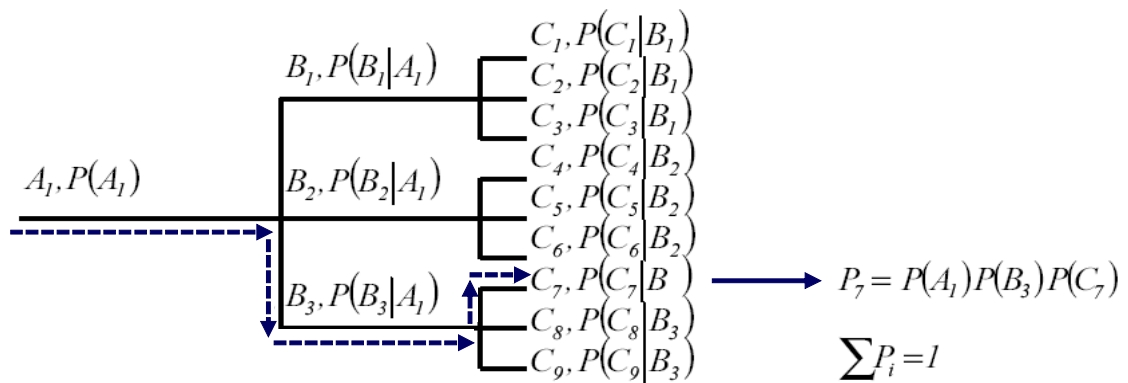 A₁, P(A₁)
B₁, P(B₁|A₁)
B₂, P(B₂|A₁)
B₃, P(B₃|A₁)
C₁, P(C₁|B₁)
C₂, P(C₂|B₁)
C₃, P(C₃|B₁)
C₄, P(C₄|B₂)
C₅, P(C₅|B₂)
C₆, P(C₆|B₂)
C₇, P(C₇|B)
C₈, P(C₈|B₃)
C₉, P(C₉|B₃)
P₇ = P(A₁)P(B₃)P(C₇)
∑Pᵢ = 1